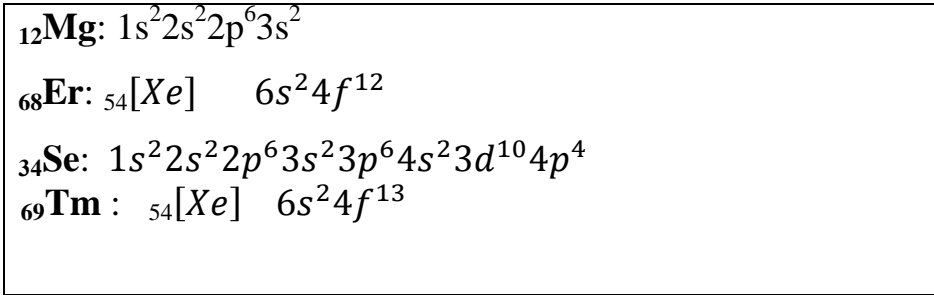 ₁₂Mg: 1s²2s²2p⁶3s²
₆₈Er: ₅₄[Xe] 6s²4f¹²
₃₄Se: 1s²2s²2p⁶3s²3p⁶4s²3d¹⁰4p⁴
₆₉Tm : ₅₄[Xe] 6s²4f¹³